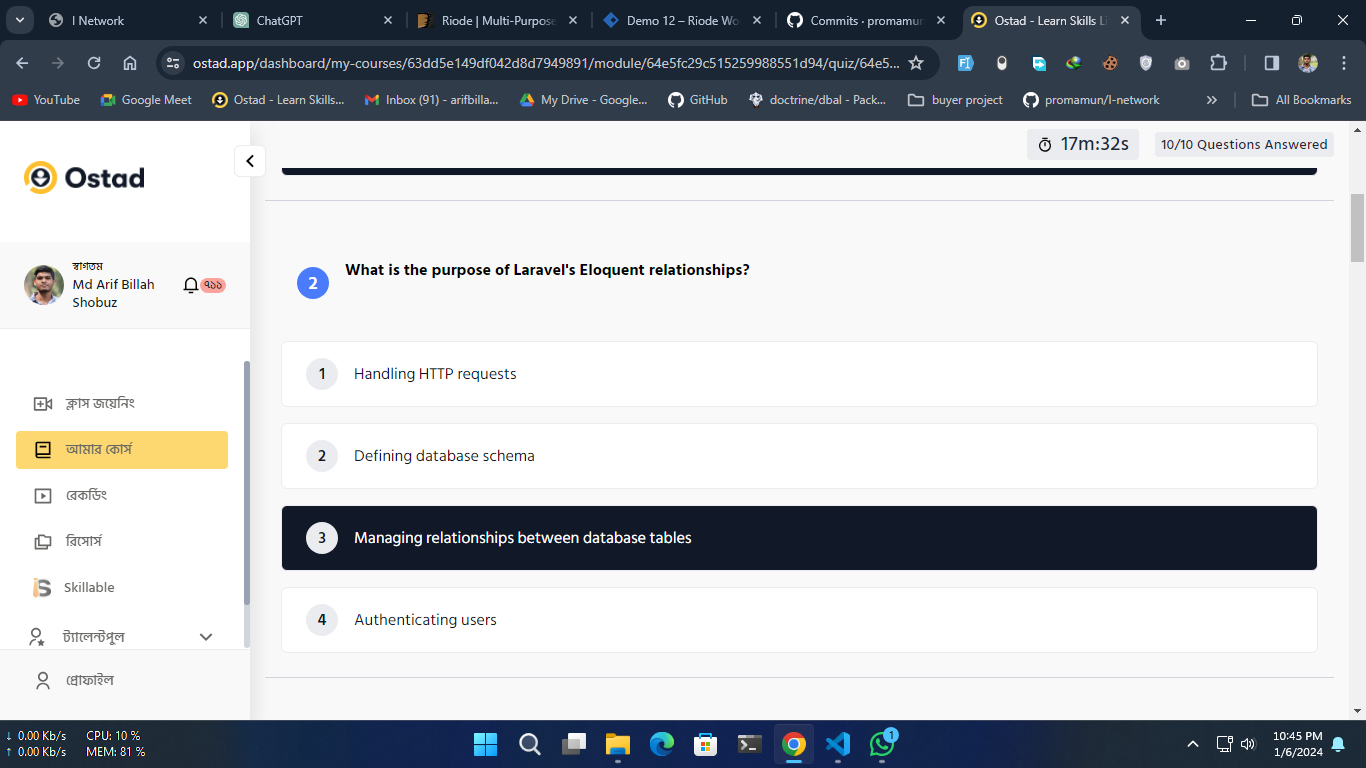 I Network
ChatGPT
Riode | Multi-Purpose
Demo 12 – Riode Wo
Commits · promamun
Ostad - Learn Skills Li
ostad.app/dashboard/my-courses/63dd5e149df042d8d7949891/module/64e5fc29c515259988551d94/quiz/64e5...
YouTube
Google Meet
Ostad - Learn Skills...
Inbox (91) - arifbilla...
My Drive - Google...
GitHub
doctrine/dbal - Pack...
buyer project
promamun/I-network
All Bookmarks
Ostad
17m:32s
10/10 Questions Answered
স্বাগতম
Md Arif Billah
Shobuz
৭১১
2
What is the purpose of Laravel's Eloquent relationships?
1 Handling HTTP requests
2 Defining database schema
3 Managing relationships between database tables
4 Authenticating users
ক্লাস জয়েনিং
আমার কোর্স
রেকর্ডিং
রিসোর্স
Skillable
ট্যালেন্টপুল
প্রোফাইল
↓ 0.00 Kb/s CPU: 10 %
↑ 0.00 Kb/s MEM: 81 %
1
10:45 PM
1/6/2024